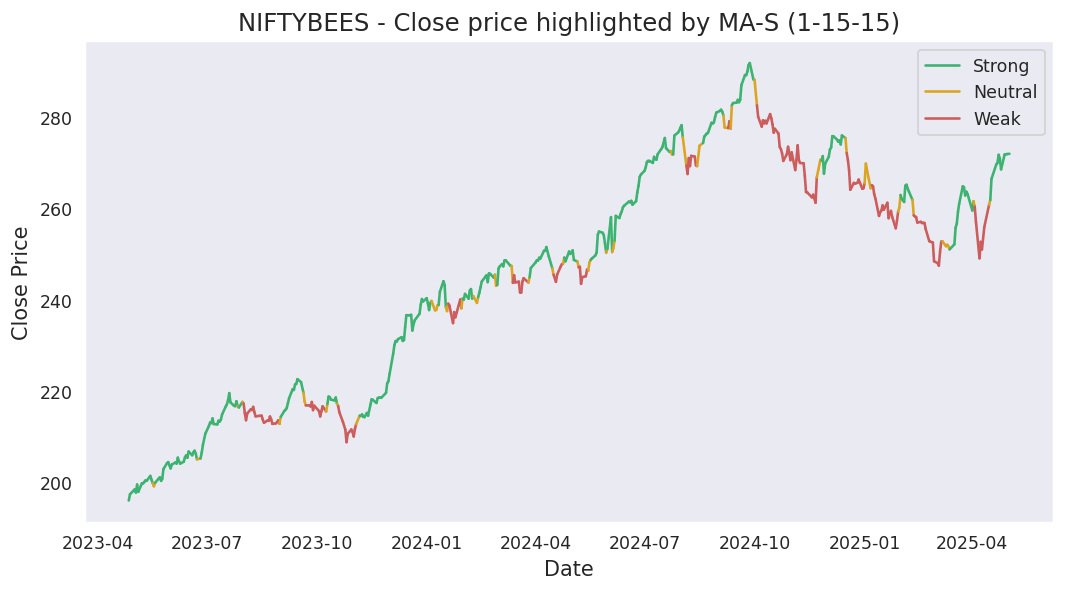 NIFTYBEES - Close price highlighted by MA-S (1-15-15)
Strong
Neutral
Weak
Close Price
280
260
240
220
200
2023-04 2023-07 2023-10 2024-01 2024-04 2024-07 2024-10 2025-01 2025-04
Date